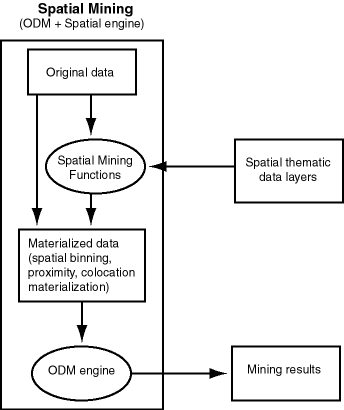 Spatial Mining
(ODM + Spatial engine)
Original data
Spatial Mining
Functions
Spatial thematic
data layers
Materialized data
(spatial binning,
proximity, colocation
materialization)
ODM engine
Mining results